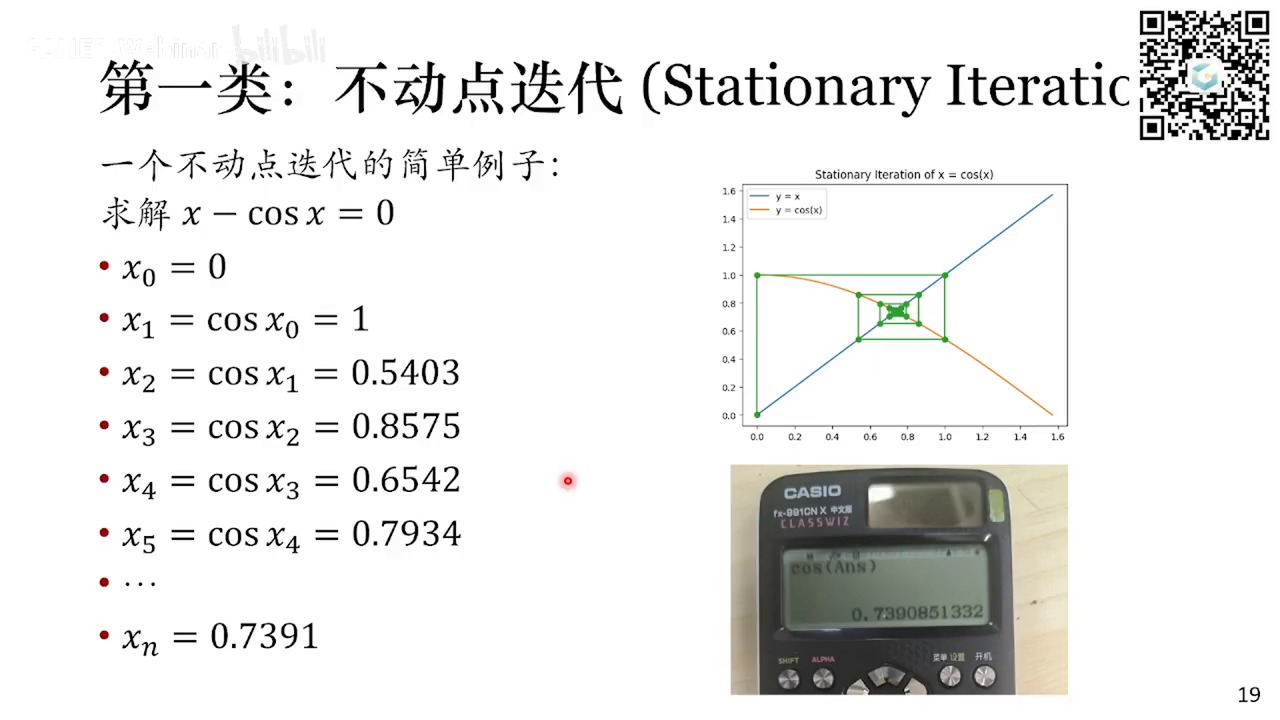 Webinar bilibili
第一类：不动点迭代 (Stationary Iteratio
一个不动点迭代的简单例子：
求解 x − cos x = 0
• x₀ = 0
• x₁ = cos x₀ = 1
• x₂ = cos x₁ = 0.5403
• x₃ = cos x₂ = 0.8575
• x₄ = cos x₃ = 0.6542
• x₅ = cos x₄ = 0.7934
• ⋯
• xₙ = 0.7391
Stationary Iteration of x = cos(x)
y = x
y = cos(x)
1.6
1.4
1.2
1.0
0.8
0.6
0.4
0.2
0.0
0.0 0.2 0.4 0.6 0.8 1.0 1.2 1.4 1.6
CASIO
fx-991CN X 中文版
CLASSWIZ
cos(Ans)
0.7390851332
SHIFT ALPHA 菜单 设置 开机
19